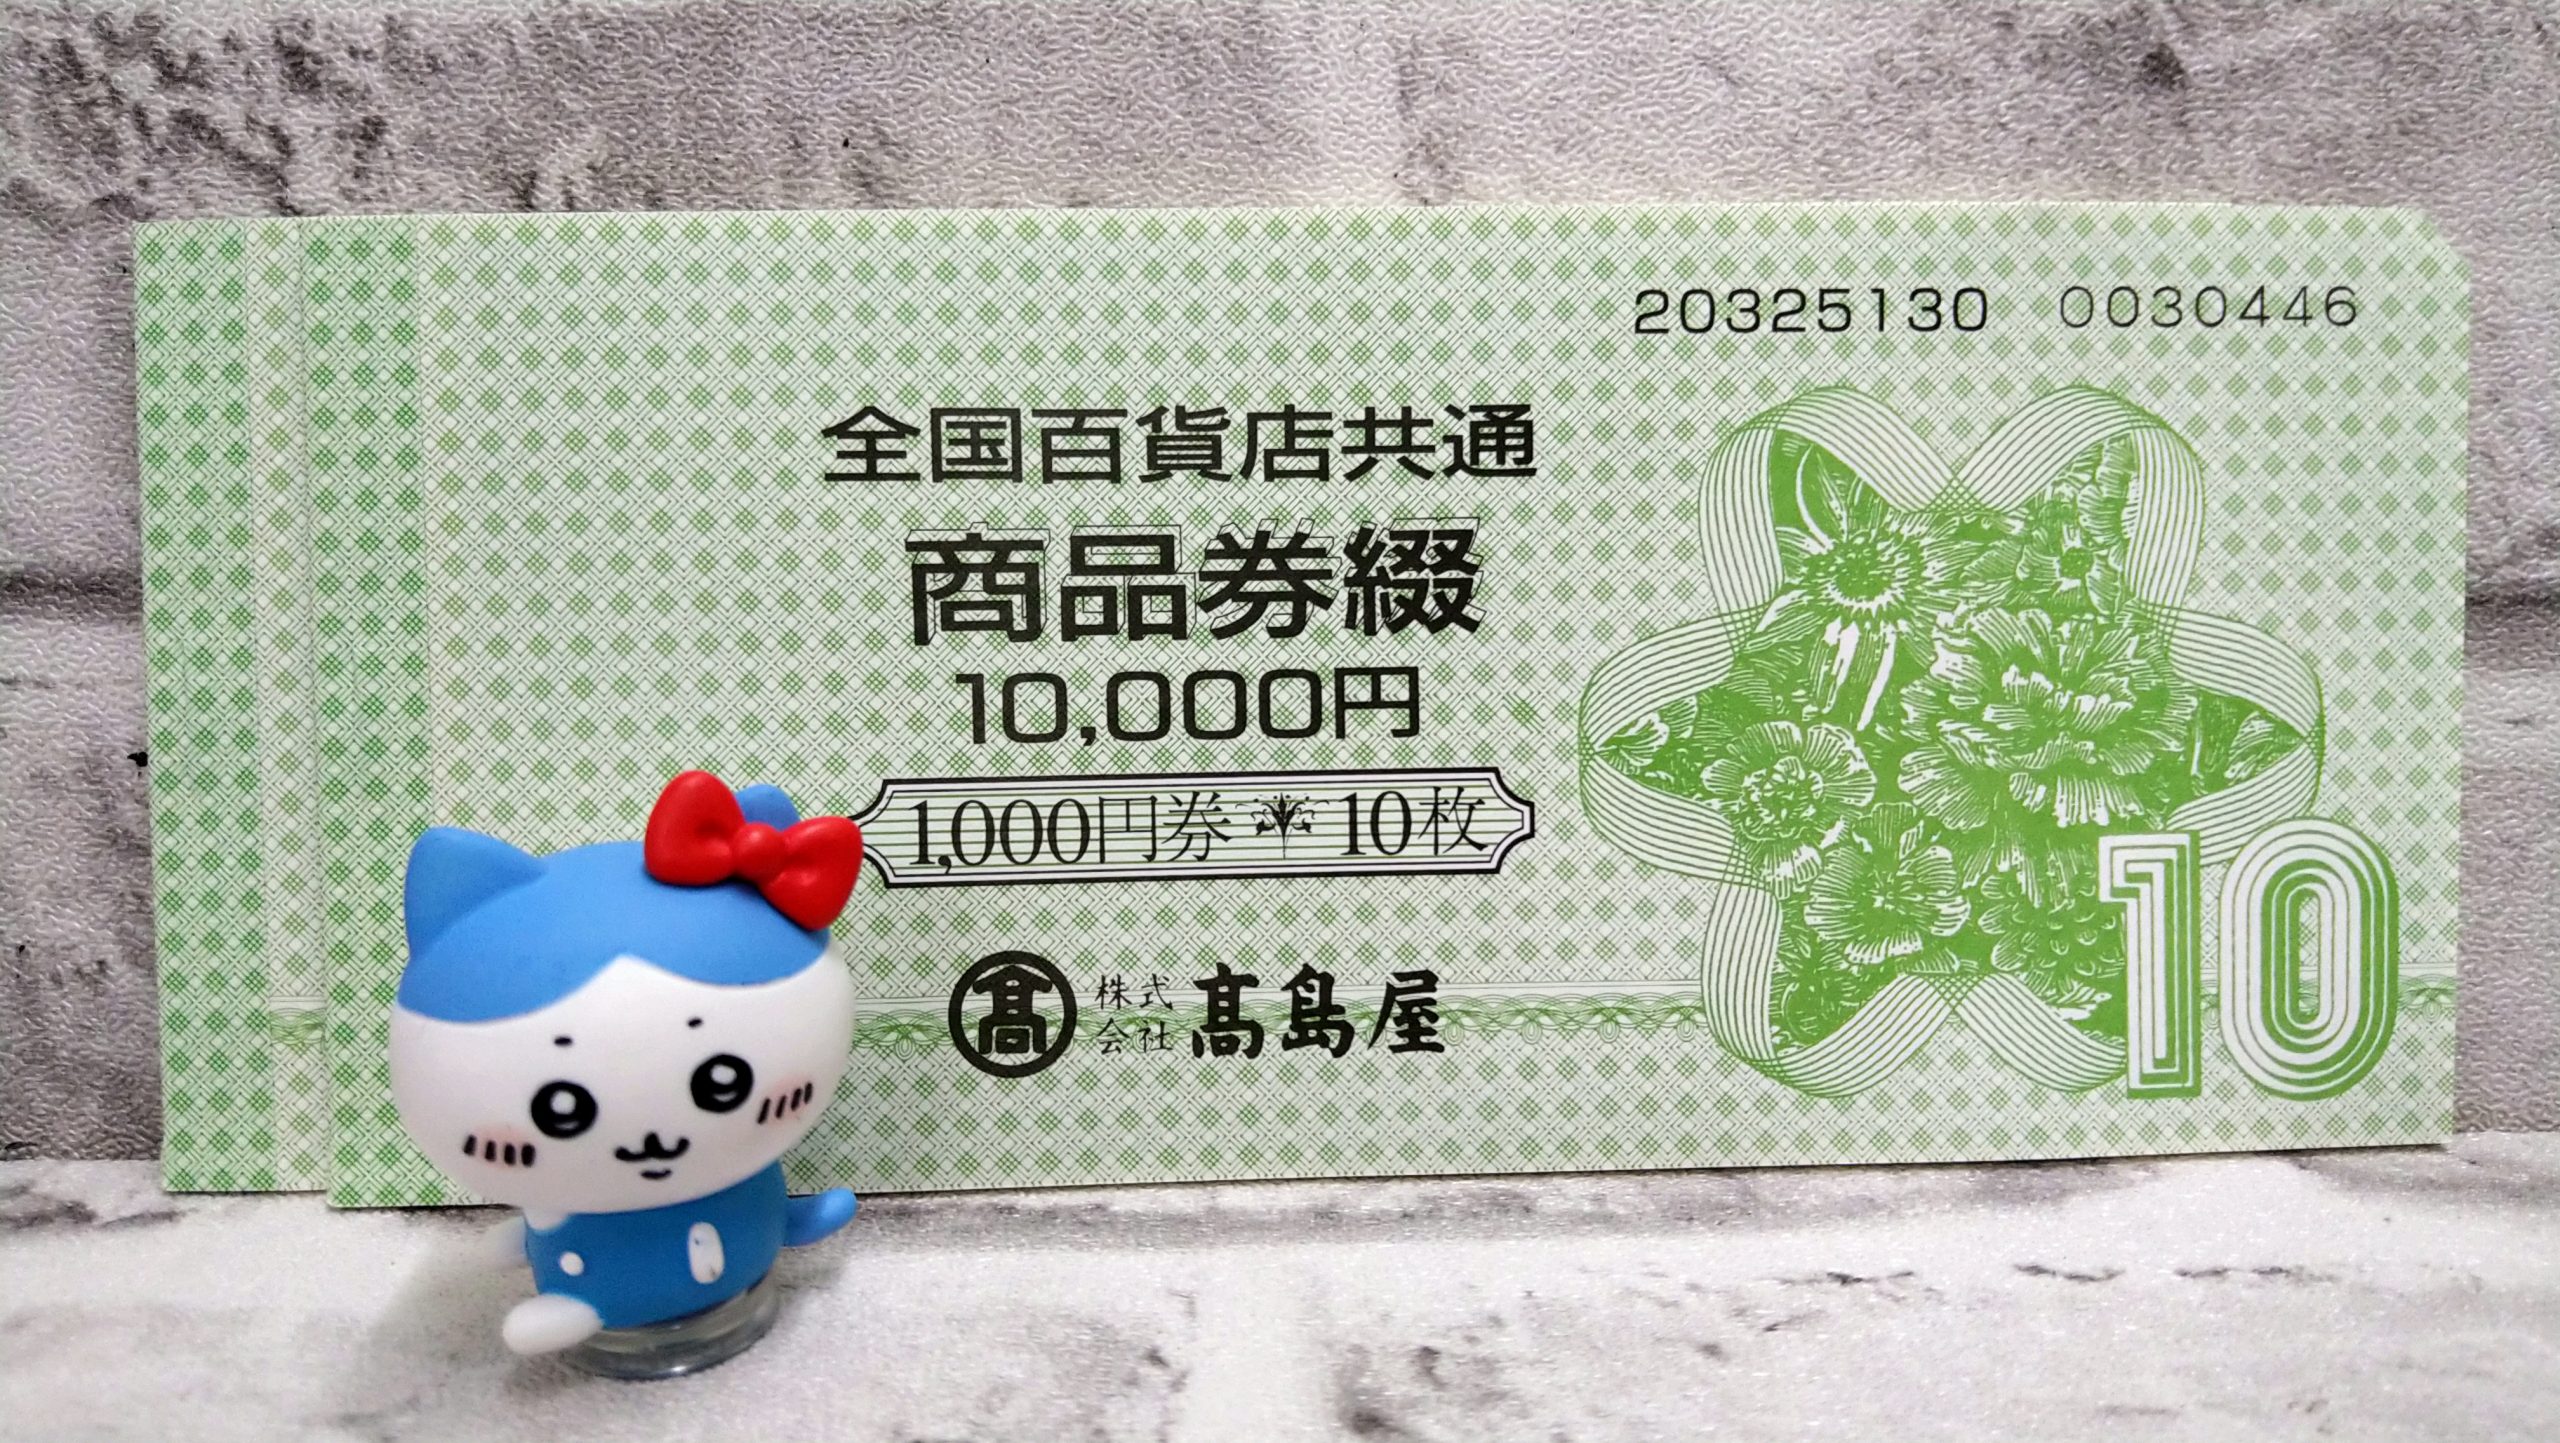 20325130 0030446
全国百貨店共通
商品券綴
10,000円
1,000円券 10枚
髙 株式会社 髙島屋
10